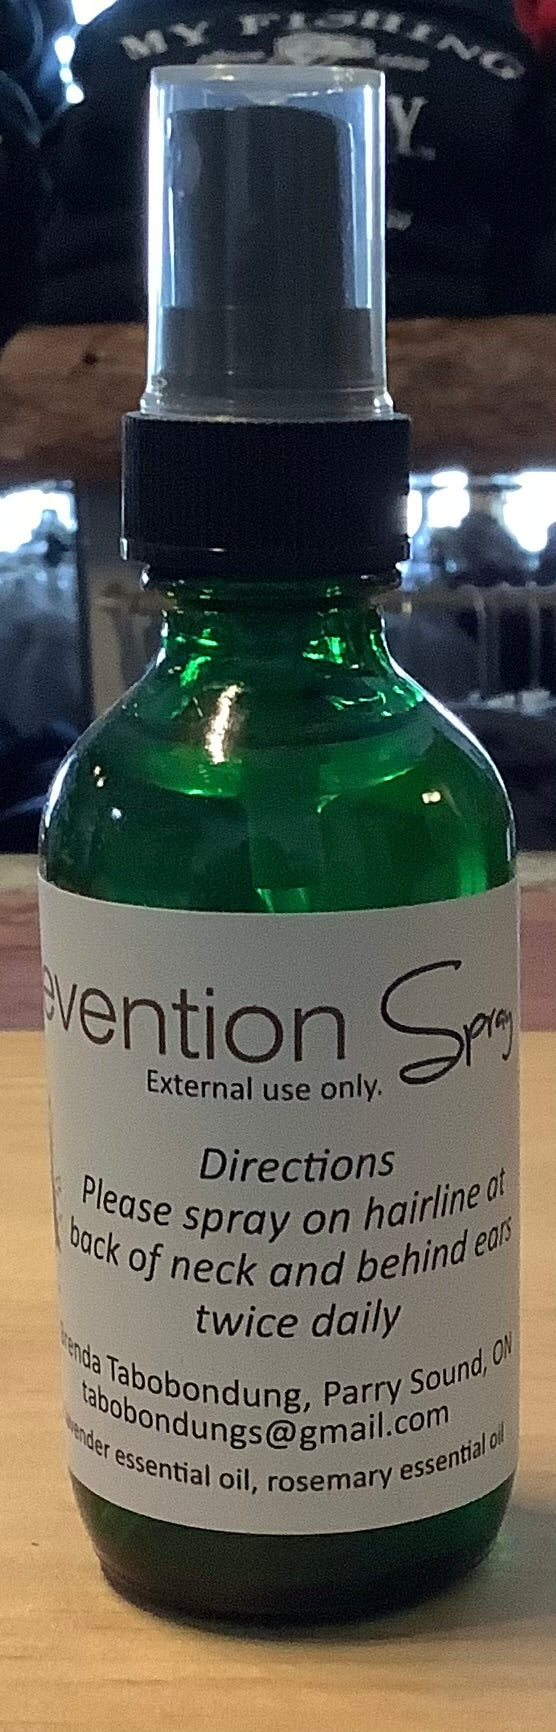 MY FISHING
Y
evention Spray
External use only.
Directions
Please spray on hairline at
back of neck and behind ears
twice daily
renda Tabobondung, Parry Sound, ON
tabobondungs@gmail.com
vender essential oil, rosemary essential oil